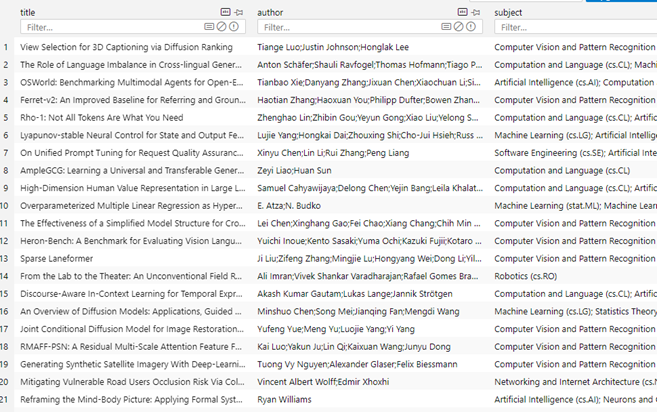 title author subject
Filter... Filter... Filter...
1 View Selection for 3D Captioning via Diffusion Ranking Tiange Luo;Justin Johnson;Honglak Lee Computer Vision and Pattern Recognition
2 The Role of Language Imbalance in Cross-lingual Gener... Anton Schäfer;Shauli Ravfogel;Thomas Hofmann;Tiago P... Computation and Language (cs.CL); Machi
3 OSWorld: Benchmarking Multimodal Agents for Open-E... Tianbao Xie;Danyang Zhang;Jixuan Chen;Xiaochuan Li;Si... Artificial Intelligence (cs.AI); Computation
4 Ferret-v2: An Improved Baseline for Referring and Groun... Haotian Zhang;Haoxuan You;Philipp Dufter;Bowen Zhan... Computer Vision and Pattern Recognition
5 Rho-1: Not All Tokens Are What You Need Zhenghao Lin;Zhibin Gou;Yeyun Gong;Xiao Liu;Yelong S... Computation and Language (cs.CL); Artificia
6 Lyapunov-stable Neural Control for State and Output Fe... Lujie Yang;Hongkai Dai;Zhouxing Shi;Cho-Jui Hsieh;Russ ... Machine Learning (cs.LG); Artificial Intellige
7 On Unified Prompt Tuning for Request Quality Assuranc... Xinyu Chen;Lin Li;Rui Zhang;Peng Liang Software Engineering (cs.SE); Artificial Intel
8 AmpleGCG: Learning a Universal and Transferable Gener... Zeyi Liao;Huan Sun Computation and Language (cs.CL)
9 High-Dimension Human Value Representation in Large L... Samuel Cahyawijaya;Delong Chen;Yejin Bang;Leila Khalat... Computation and Language (cs.CL); Artificia
10 Overparameterized Multiple Linear Regression as Hyper... E. Atza;N. Budko Machine Learning (stat.ML); Machine Learn
11 The Effectiveness of a Simplified Model Structure for Cro... Lei Chen;Xinghang Gao;Fei Chao;Xiang Chang;Chih Min ... Computer Vision and Pattern Recognition
12 Heron-Bench: A Benchmark for Evaluating Vision Langu... Yuichi Inoue;Kento Sasaki;Yuma Ochi;Kazuki Fujii;Kotaro ... Computer Vision and Pattern Recognition
13 Sparse Laneformer Ji Liu;Zifeng Zhang;Mingjie Lu;Hongyang Wei;Dong Li;Yil... Computer Vision and Pattern Recognition
14 From the Lab to the Theater: An Unconventional Field R... Ali Imran;Vivek Shankar Varadharajan;Rafael Gomes Bra... Robotics (cs.RO)
15 Discourse-Aware In-Context Learning for Temporal Expr... Akash Kumar Gautam;Lukas Lange;Jannik Strötgen Computation and Language (cs.CL); Artificia
16 An Overview of Diffusion Models: Applications, Guided ... Minshuo Chen;Song Mei;Jianqing Fan;Mengdi Wang Machine Learning (cs.LG); Statistics Theory
17 Joint Conditional Diffusion Model for Image Restoration... Yufeng Yue;Meng Yu;Luojie Yang;Yi Yang Computer Vision and Pattern Recognition
18 RMAFF-PSN: A Residual Multi-Scale Attention Feature F... Kai Luo;Yakun Ju;Lin Qi;Kaixuan Wang;Junyu Dong Computer Vision and Pattern Recognition
19 Generating Synthetic Satellite Imagery With Deep-Learni... Tuong Vy Nguyen;Alexander Glaser;Felix Biessmann Computer Vision and Pattern Recognition
20 Mitigating Vulnerable Road Users Occlusion Risk Via Col... Vincent Albert Wolff;Edmir Xhoxhi Networking and Internet Architecture (cs.N
21 Reframing the Mind-Body Picture: Applying Formal Syst... Ryan Williams Artificial Intelligence (cs.AI); Neurons and C